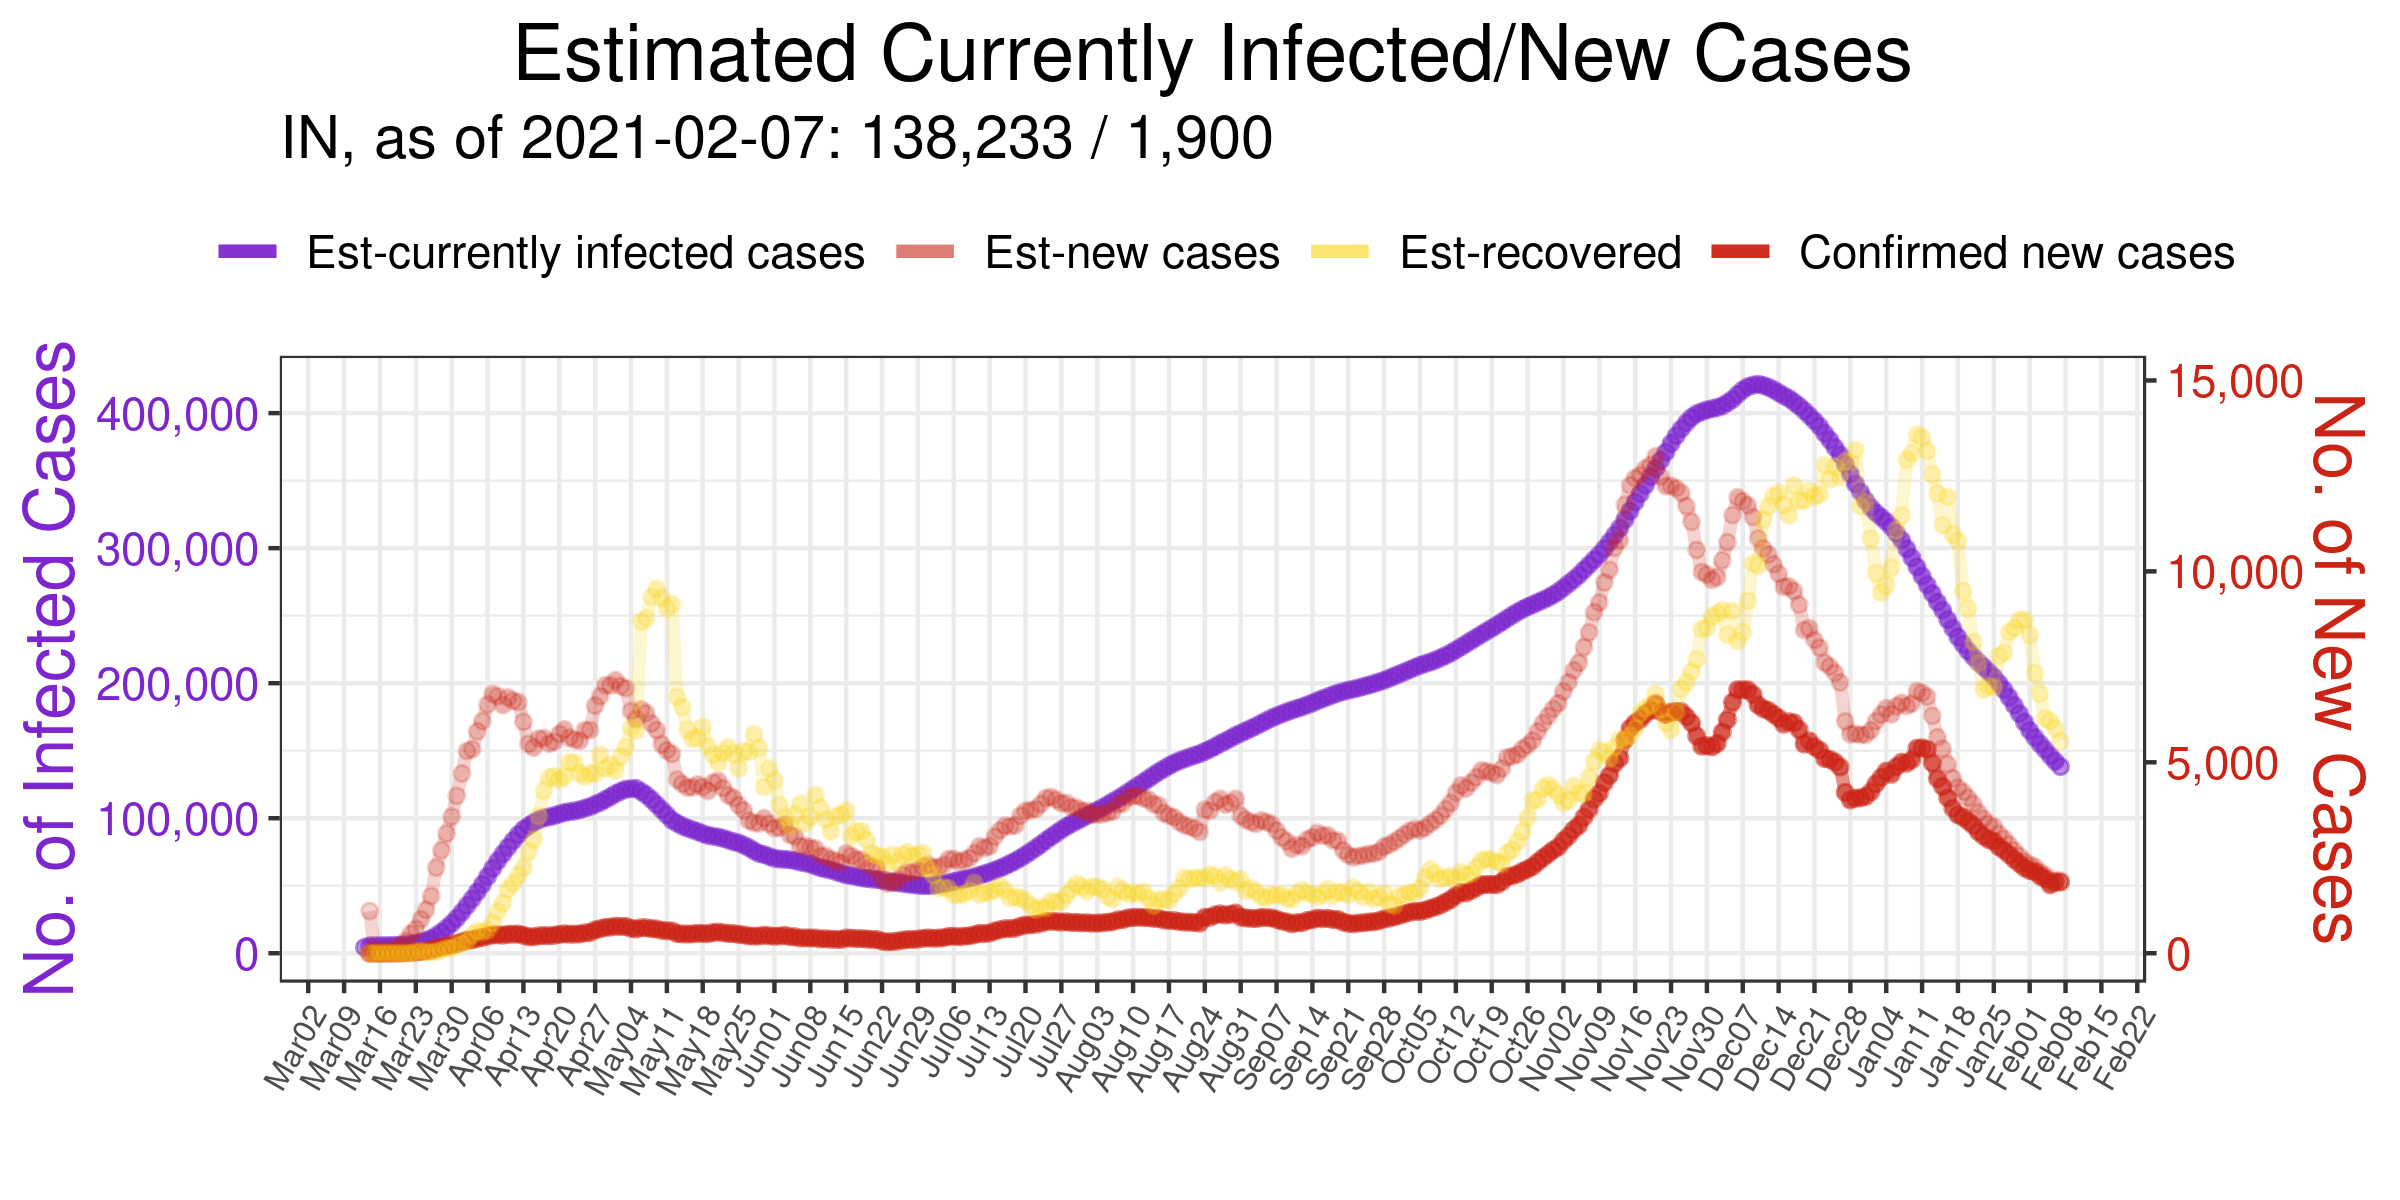 Estimated Currently Infected/New Cases
IN, as of 2021-02-07: 138,233 / 1,900
Est-currently infected cases Est-new cases Est-recovered Confirmed new cases
No. of Infected Cases
400,000
300,000
200,000
100,000
0
15,000
10,000
5,000
0
No. of New Cases
Mar02 Mar09 Mar16 Mar23 Mar30 Apr06 Apr13 Apr20 Apr27 May04 May11 May18 May25 Jun01 Jun08 Jun15 Jun22 Jun29 Jul06 Jul13 Jul20 Jul27 Aug03 Aug10 Aug17 Aug24 Aug31 Sep07 Sep14 Sep21 Sep28 Oct05 Oct12 Oct19 Oct26 Nov02 Nov09 Nov16 Nov23 Nov30 Dec07 Dec14 Dec21 Dec28 Jan04 Jan11 Jan18 Jan25 Feb01 Feb08 Feb15 Feb22